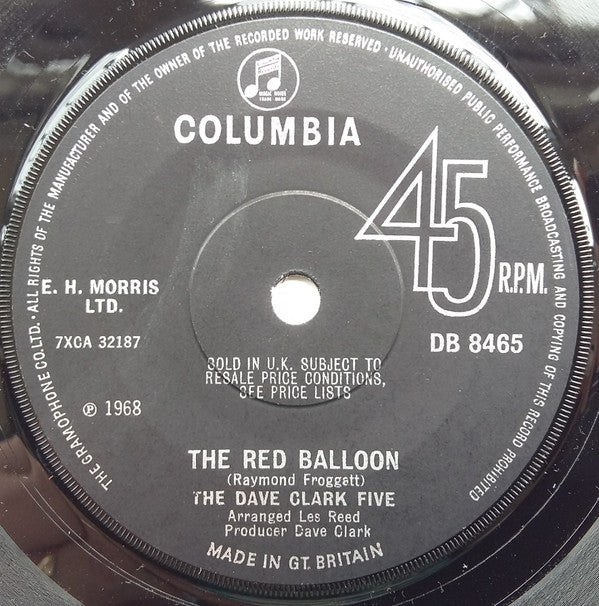 THE GRAMOPHONE CO. LTD. · ALL RIGHTS OF THE MANUFACTURER AND OF THE OWNER OF THE RECORDED WORK RESERVED · UNAUTHORISED PUBLIC PERFORMANCE BROADCASTING AND COPYING OF THIS RECORD PROHIBITED
COLUMBIA
45
R.P.M.
E. H. MORRIS
LTD.
7XCA 32187
DB 8465
SOLD IN U.K. SUBJECT TO
RESALE PRICE CONDITIONS,
SEE PRICE LISTS
℗ 1968
THE RED BALLOON
(Raymond Froggett)
THE DAVE CLARK FIVE
Arranged Les Reed
Producer Dave Clark
MADE IN GT. BRITAIN